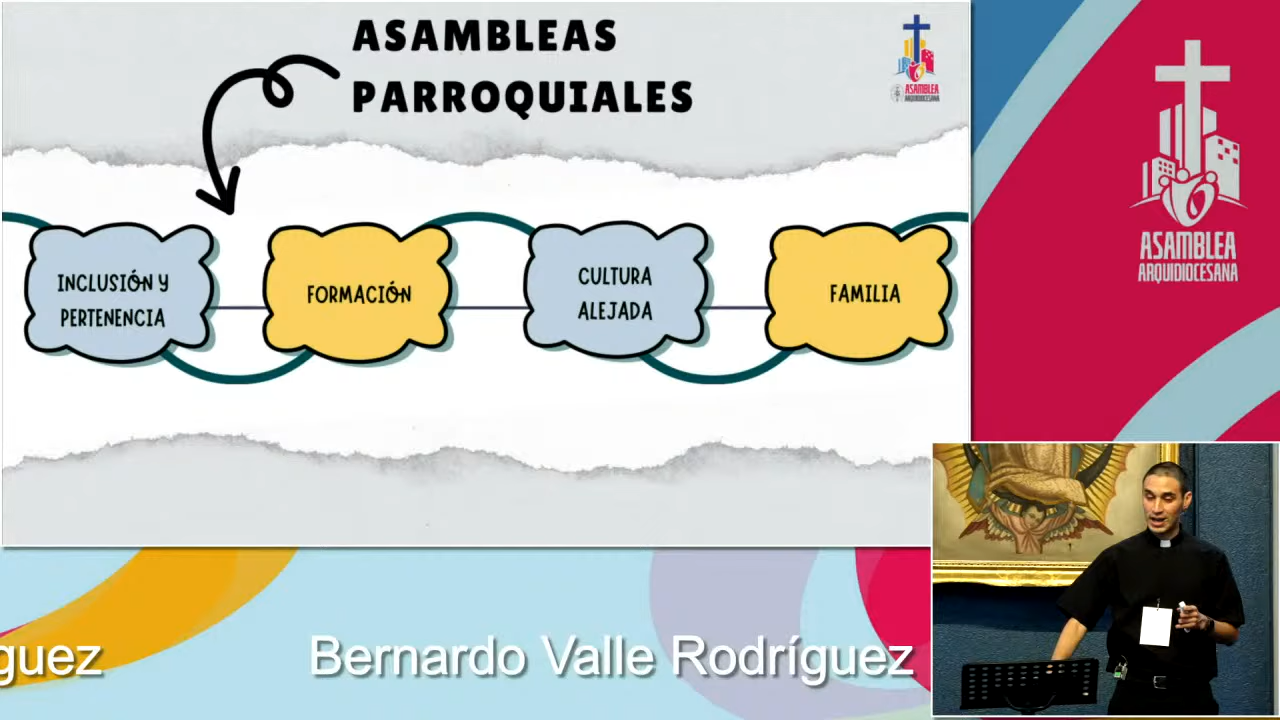 ASAMBLEAS
PARROQUIALES
ASAMBLEA
ARQUIDIOCESANA
INCLUSIÓN Y
PERTENENCIA
FORMACIÓN
CULTURA
ALEJADA
FAMILIA
ASAMBLEA
ARQUIDIOCESANA
guez
Bernardo Valle Rodríguez